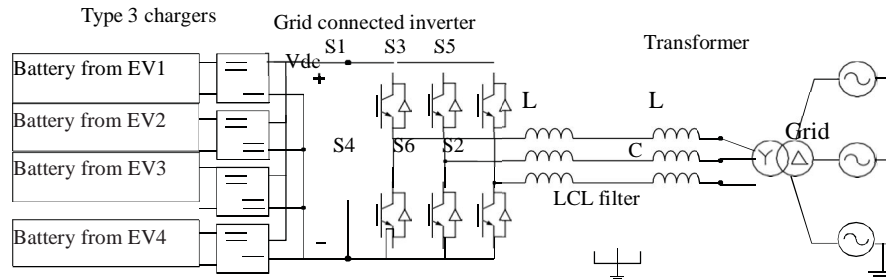 Type 3 chargers
Grid connected inverter
Transformer
Vdc
S1 S3 S5
+
Battery from EV1
Battery from EV2
Battery from EV3
Battery from EV4
L L
S4 S6 S2
C
Grid
Y Δ
LCL filter
-